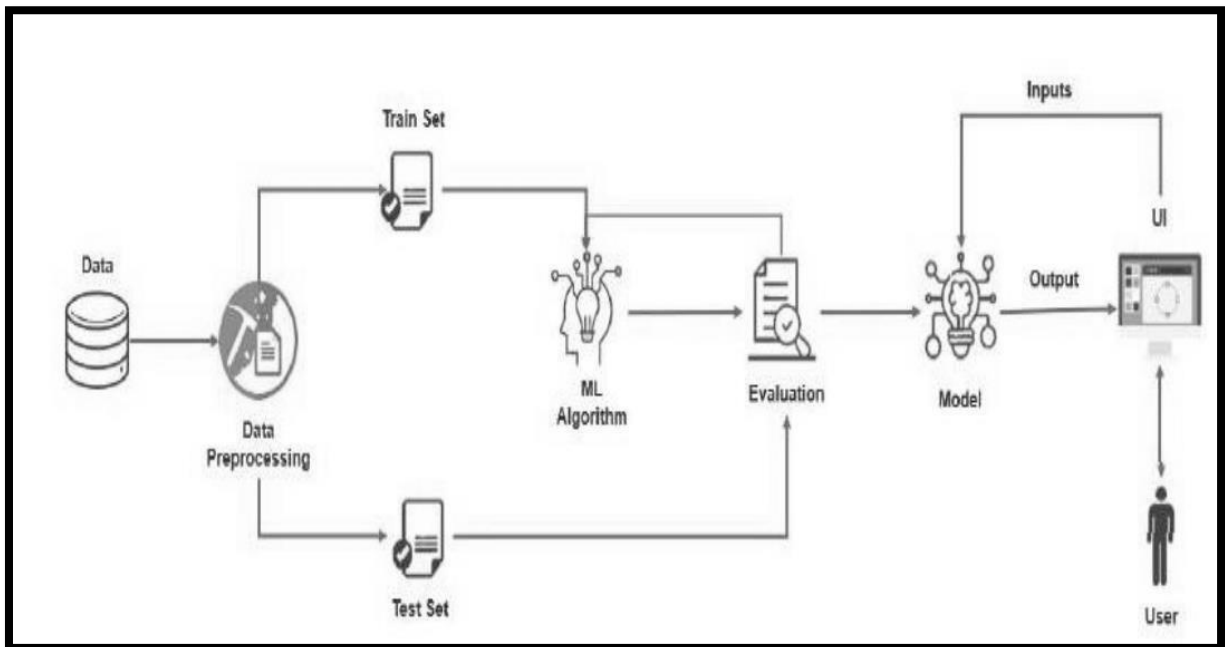 Inputs
Train Set
UI
Data
Output
ML
Algorithm
Evaluation
Model
Data
Preprocessing
Test Set
User